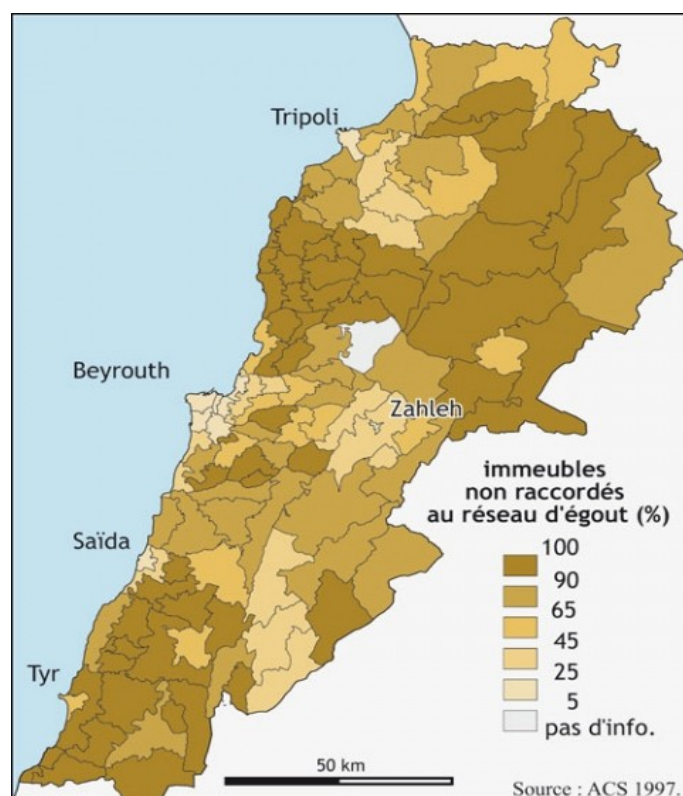 Tripoli
Beyrouth
Zahleh
immeubles
non raccordés
au réseau d'égout (%)
Saïda
100
90
65
45
Tyr
25
5
pas d'info.
50 km
Source : ACS 1997.